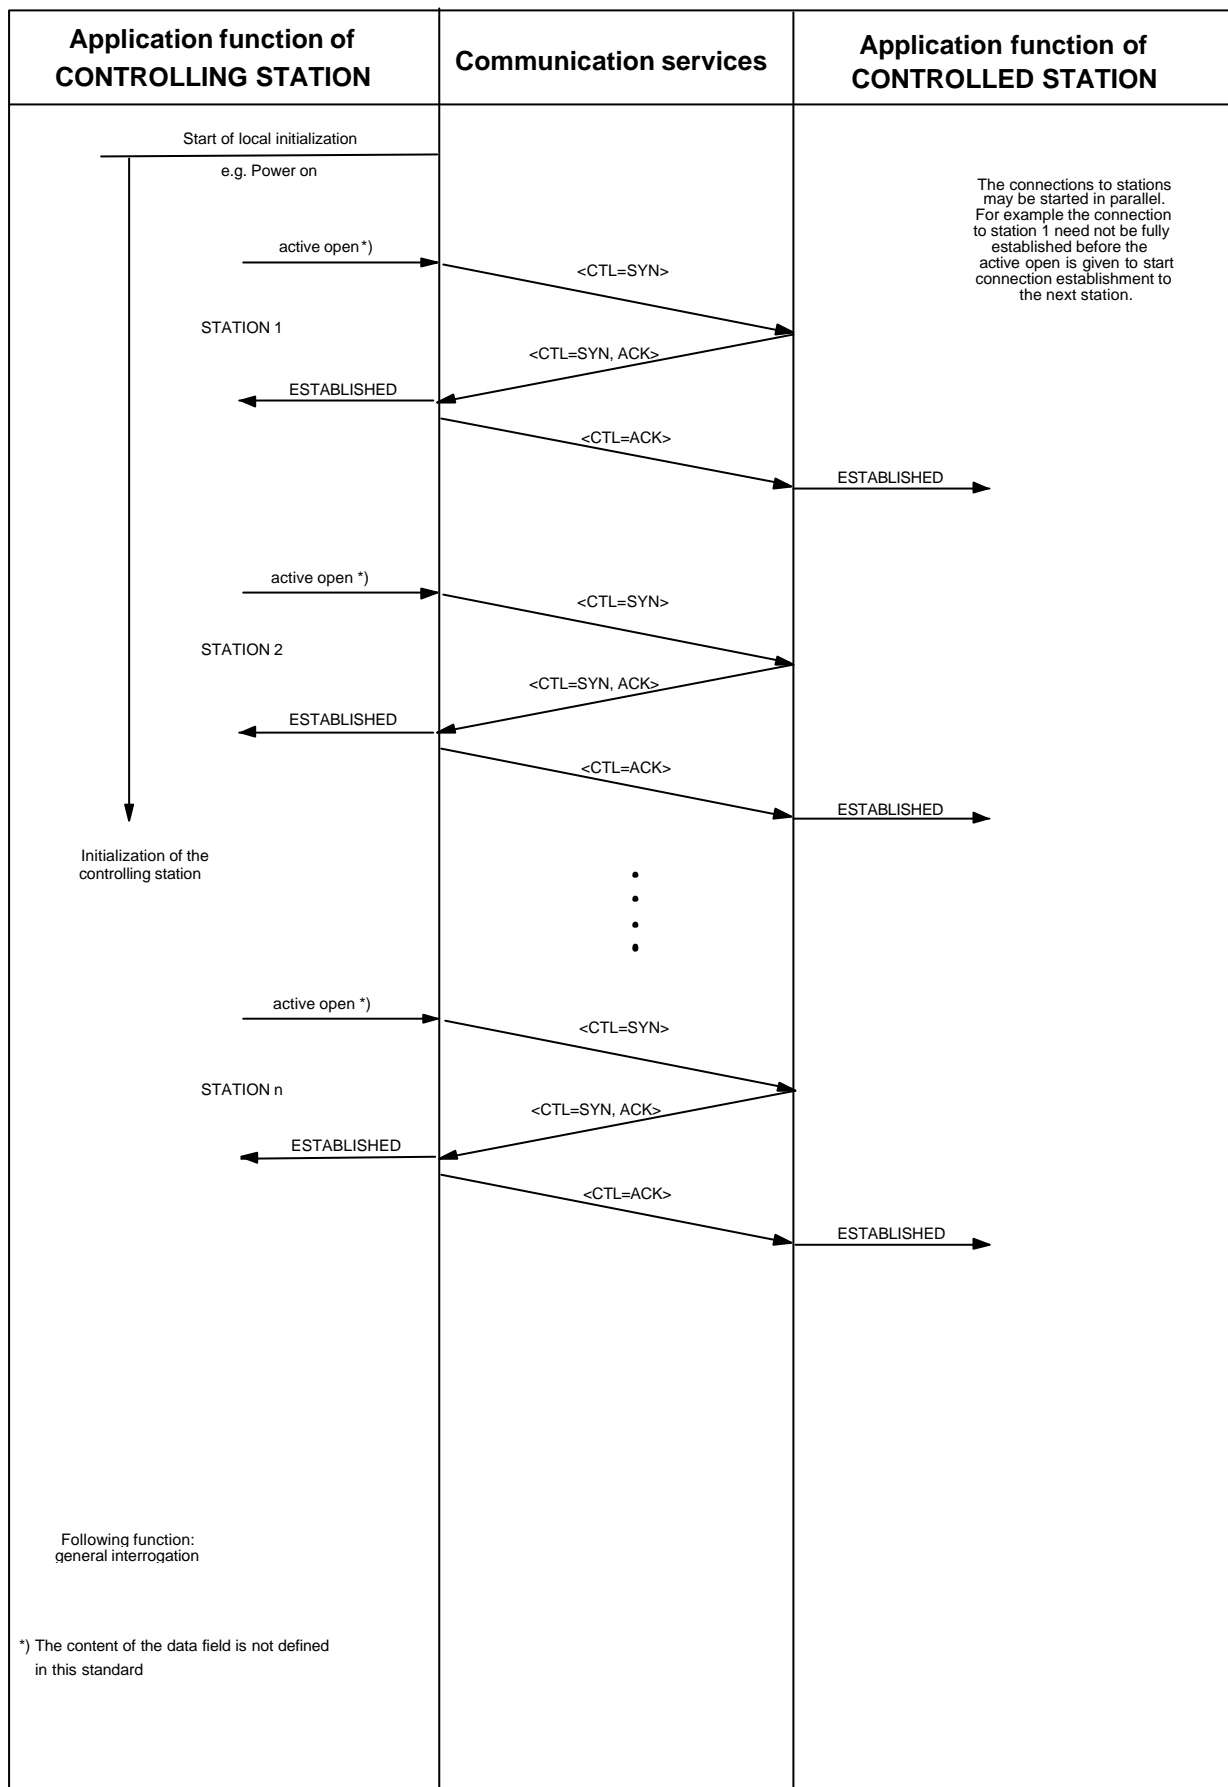 Application function of
CONTROLLING STATION
Communication services
Application function of
CONTROLLED STATION
Start of local initialization
e.g. Power on
The connections to stations
may be started in parallel.
For example the connection
to station 1 need not be fully
established before the
active open is given to start
connection establishment to
the next station.
active open *)
<CTL=SYN>
STATION 1
<CTL=SYN, ACK>
ESTABLISHED
<CTL=ACK>
ESTABLISHED
active open *)
<CTL=SYN>
STATION 2
<CTL=SYN, ACK>
ESTABLISHED
<CTL=ACK>
ESTABLISHED
Initialization of the
controlling station
active open *)
<CTL=SYN>
STATION n
<CTL=SYN, ACK>
ESTABLISHED
<CTL=ACK>
ESTABLISHED
Following function:
general interrogation
*) The content of the data field is not defined
in this standard